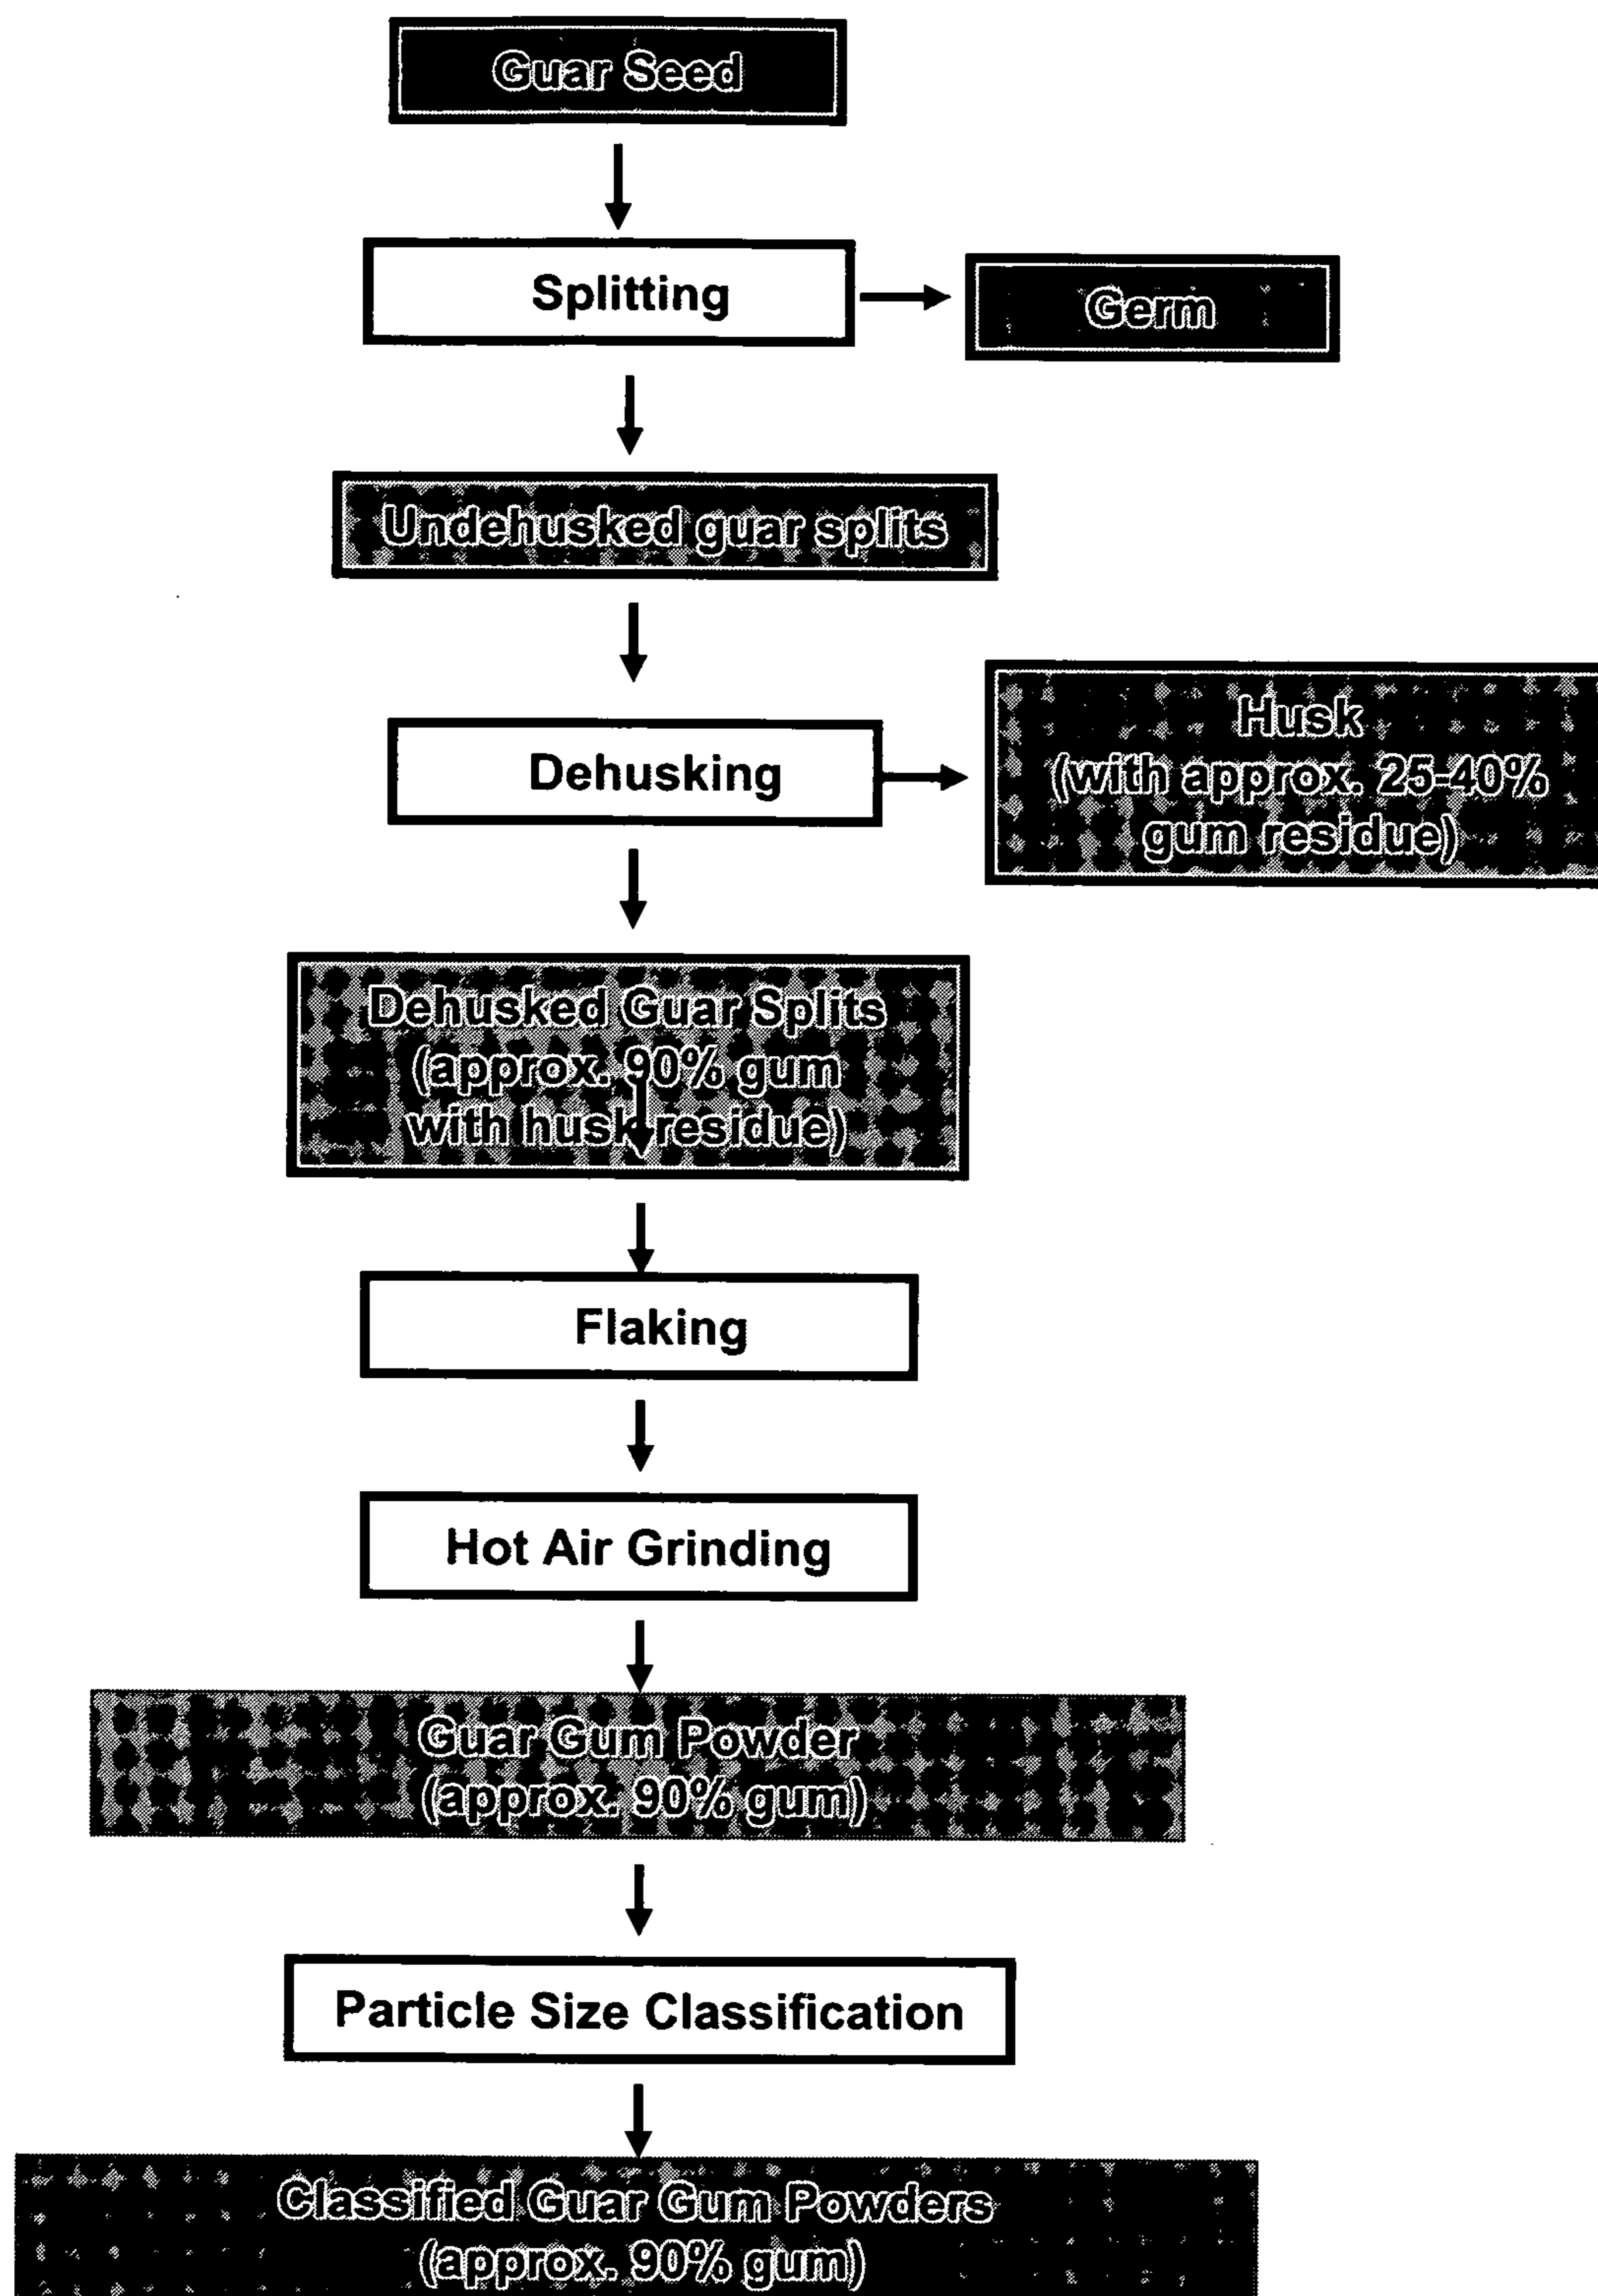 Guar Seed
Splitting
Germ
Undehusked guar splits
Husk
(with approx. 25-40%
gum residue)
Dehusking
Dehusked Guar Splits
(approx. 90% gum
with husk residue)
Flaking
Hot Air Grinding
Guar Gum Powder
(approx. 90% gum)
Particle Size Classification
Classified Guar Gum Powders
(approx. 90% gum)